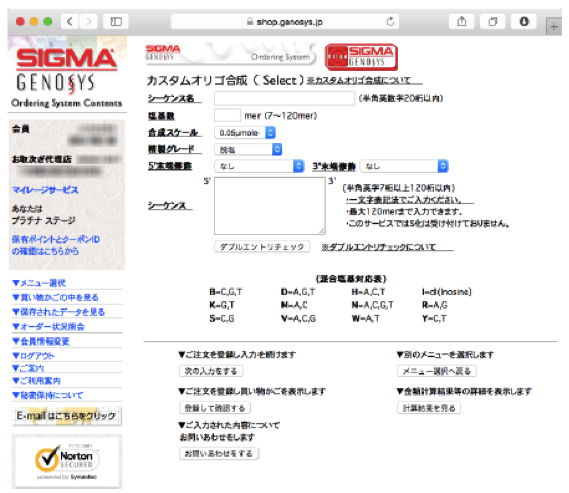 shop.genosys.jp
SIGMA
GENOSYS
Ordering System Contents
会員
お取次ぎ代理店
マイレージサービス
あなたは
プラチナ ステージ
保有ポイントとクーポンID
の確認はこちらから
▼メニュー選択
▼買い物かごの中を見る
▼保存されたデータを見る
▼オーダー状況照会
▼会員情報変更
▼ログアウト
▼ご案内
▼ご利用案内
▼秘密保持について
E-mailはこちらをクリック
Norton
SECURED
powered by Symantec
SIGMA
GENOSYS
Ordering System
SIGMA
GENOSYS
カスタムオリゴ合成（ Select ）※カスタムオリゴ合成について
シーケンス名 (半角英数字20桁以内)
塩基数 mer (7〜120mer)
合成スケール 0.05μmole
精製グレード 脱塩
5'末端修飾 なし 3'末端修飾 なし
5' 3'
(半角英字7桁以上120桁以内)
・一文字表記法でご入力ください。
シーケンス
・最大120merまで入力できます。
・このサービスではS化は受け付けておりません。
ダブルエントリチェック ※ダブルエントリチェックについて
(混合塩基対応表)
B=C,G,T D=A,G,T H=A,C,T I=dI(Inosine)
K=G,T M=A,C N=A,C,G,T R=A,G
S=C,G V=A,C,G W=A,T Y=C,T
▼ご注文を登録し入力を続けます ▼別のメニューを選択します
次の入力をする メニュー選択へ戻る
▼ご注文を登録し買い物かごを表示します ▼金額計算結果等の詳細を表示します
登録して確認する 計算結果を見る
▼ご入力された内容について
お問いあわせをします
お問いあわせをする